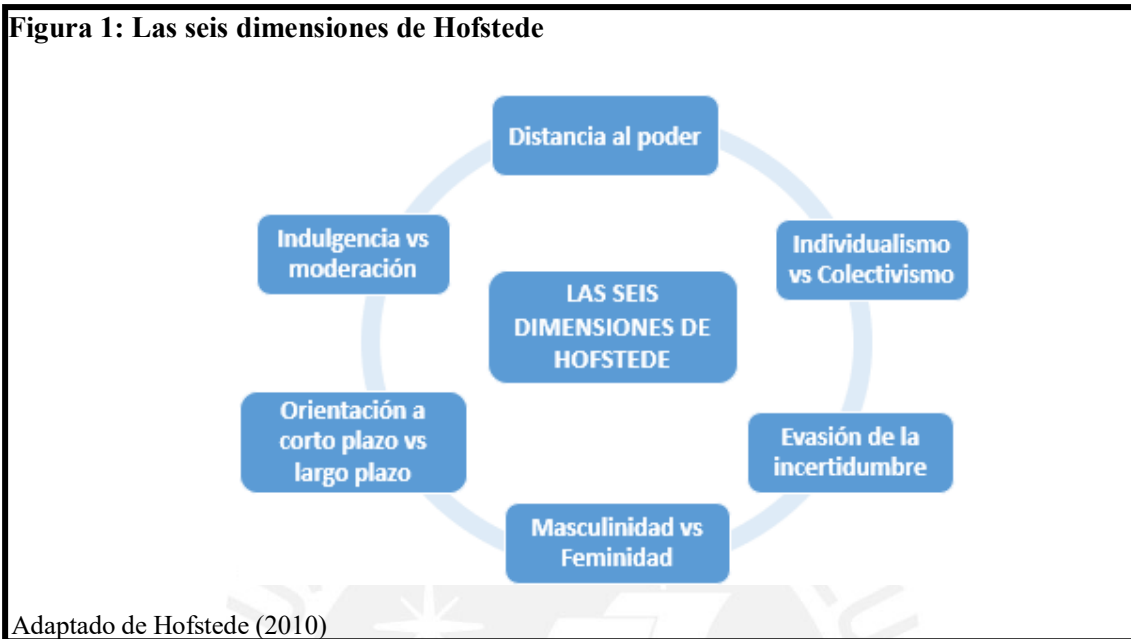 Figura 1: Las seis dimensiones de Hofstede
Distancia al poder
Individualismo
vs Colectivismo
Evasión de la
incertidumbre
Masculinidad vs
Feminidad
Orientación a
corto plazo vs
largo plazo
Indulgencia vs
moderación
LAS SEIS
DIMENSIONES DE
HOFSTEDE
Adaptado de Hofstede (2010)